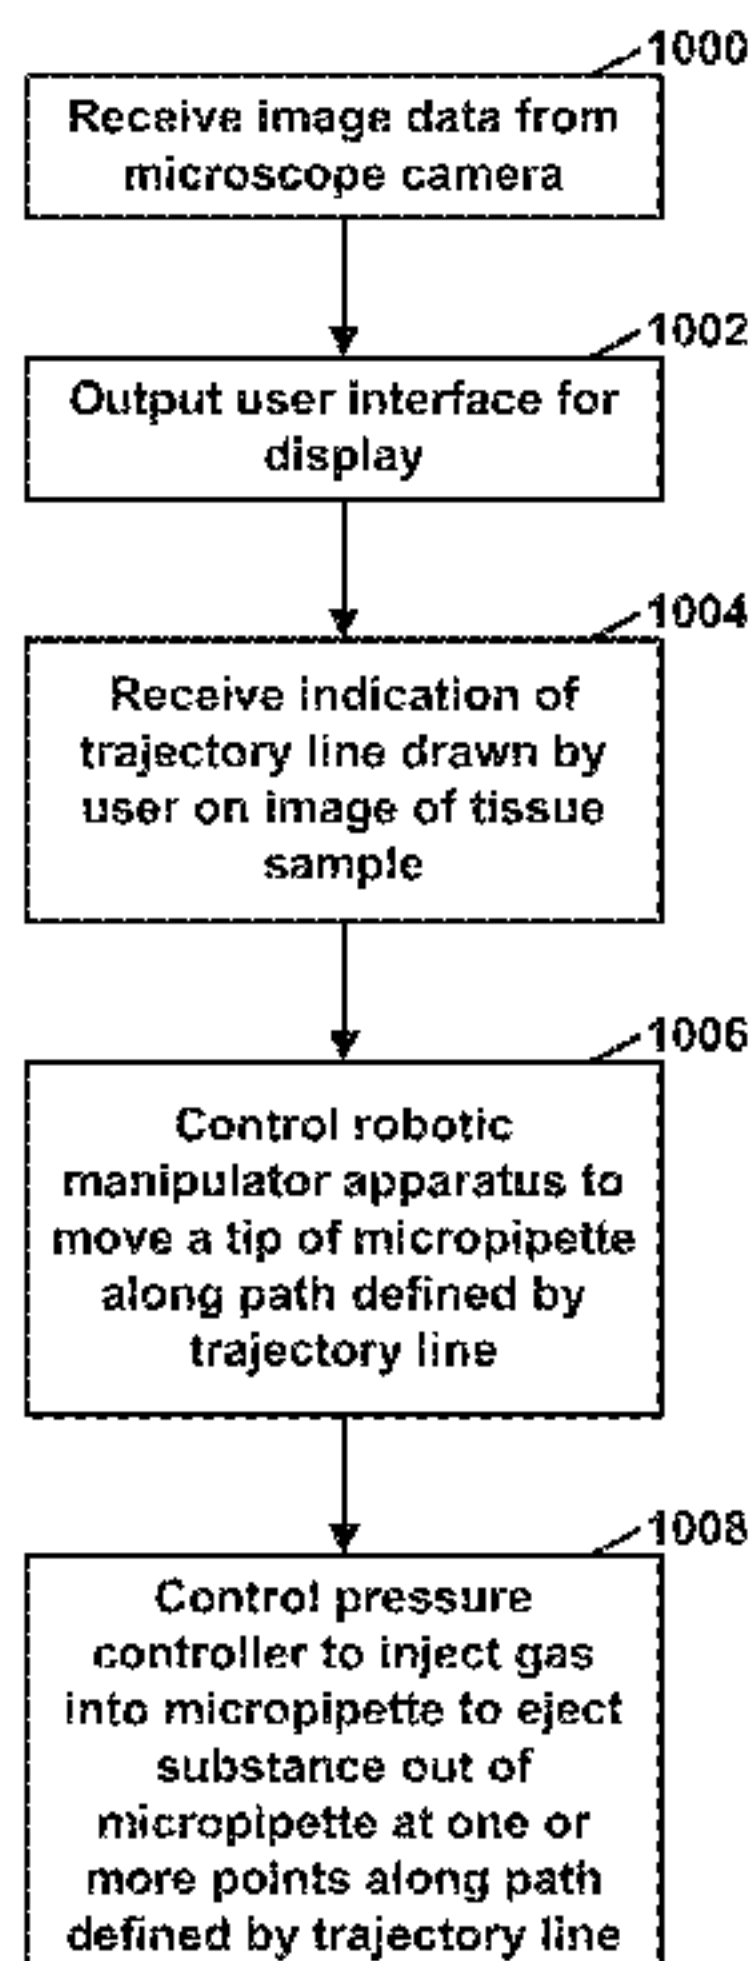 1000
Receive image data from
microscope camera
1002
Output user interface for
display
1004
Receive indication of
trajectory line drawn by
user on image of tissue
sample
1006
Control robotic
manipulator apparatus to
move a tip of micropipette
along path defined by
trajectory line
1008
Control pressure
controller to inject gas
into micropipette to eject
substance out of
micropipette at one or
more points along path
defined by trajectory line